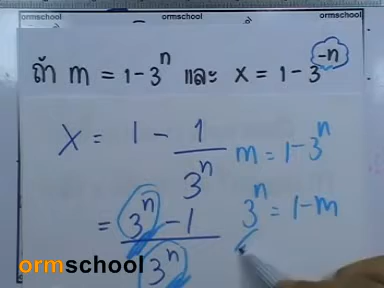 ormschool ormschool ormschool
ถ้า m = 1 - 3ⁿ และ x = 1 - 3⁻ⁿ
x = 1 - 1/3ⁿ
m = 1 - 3ⁿ
= (3ⁿ - 1)/3ⁿ
3ⁿ = 1 - m
ormschool